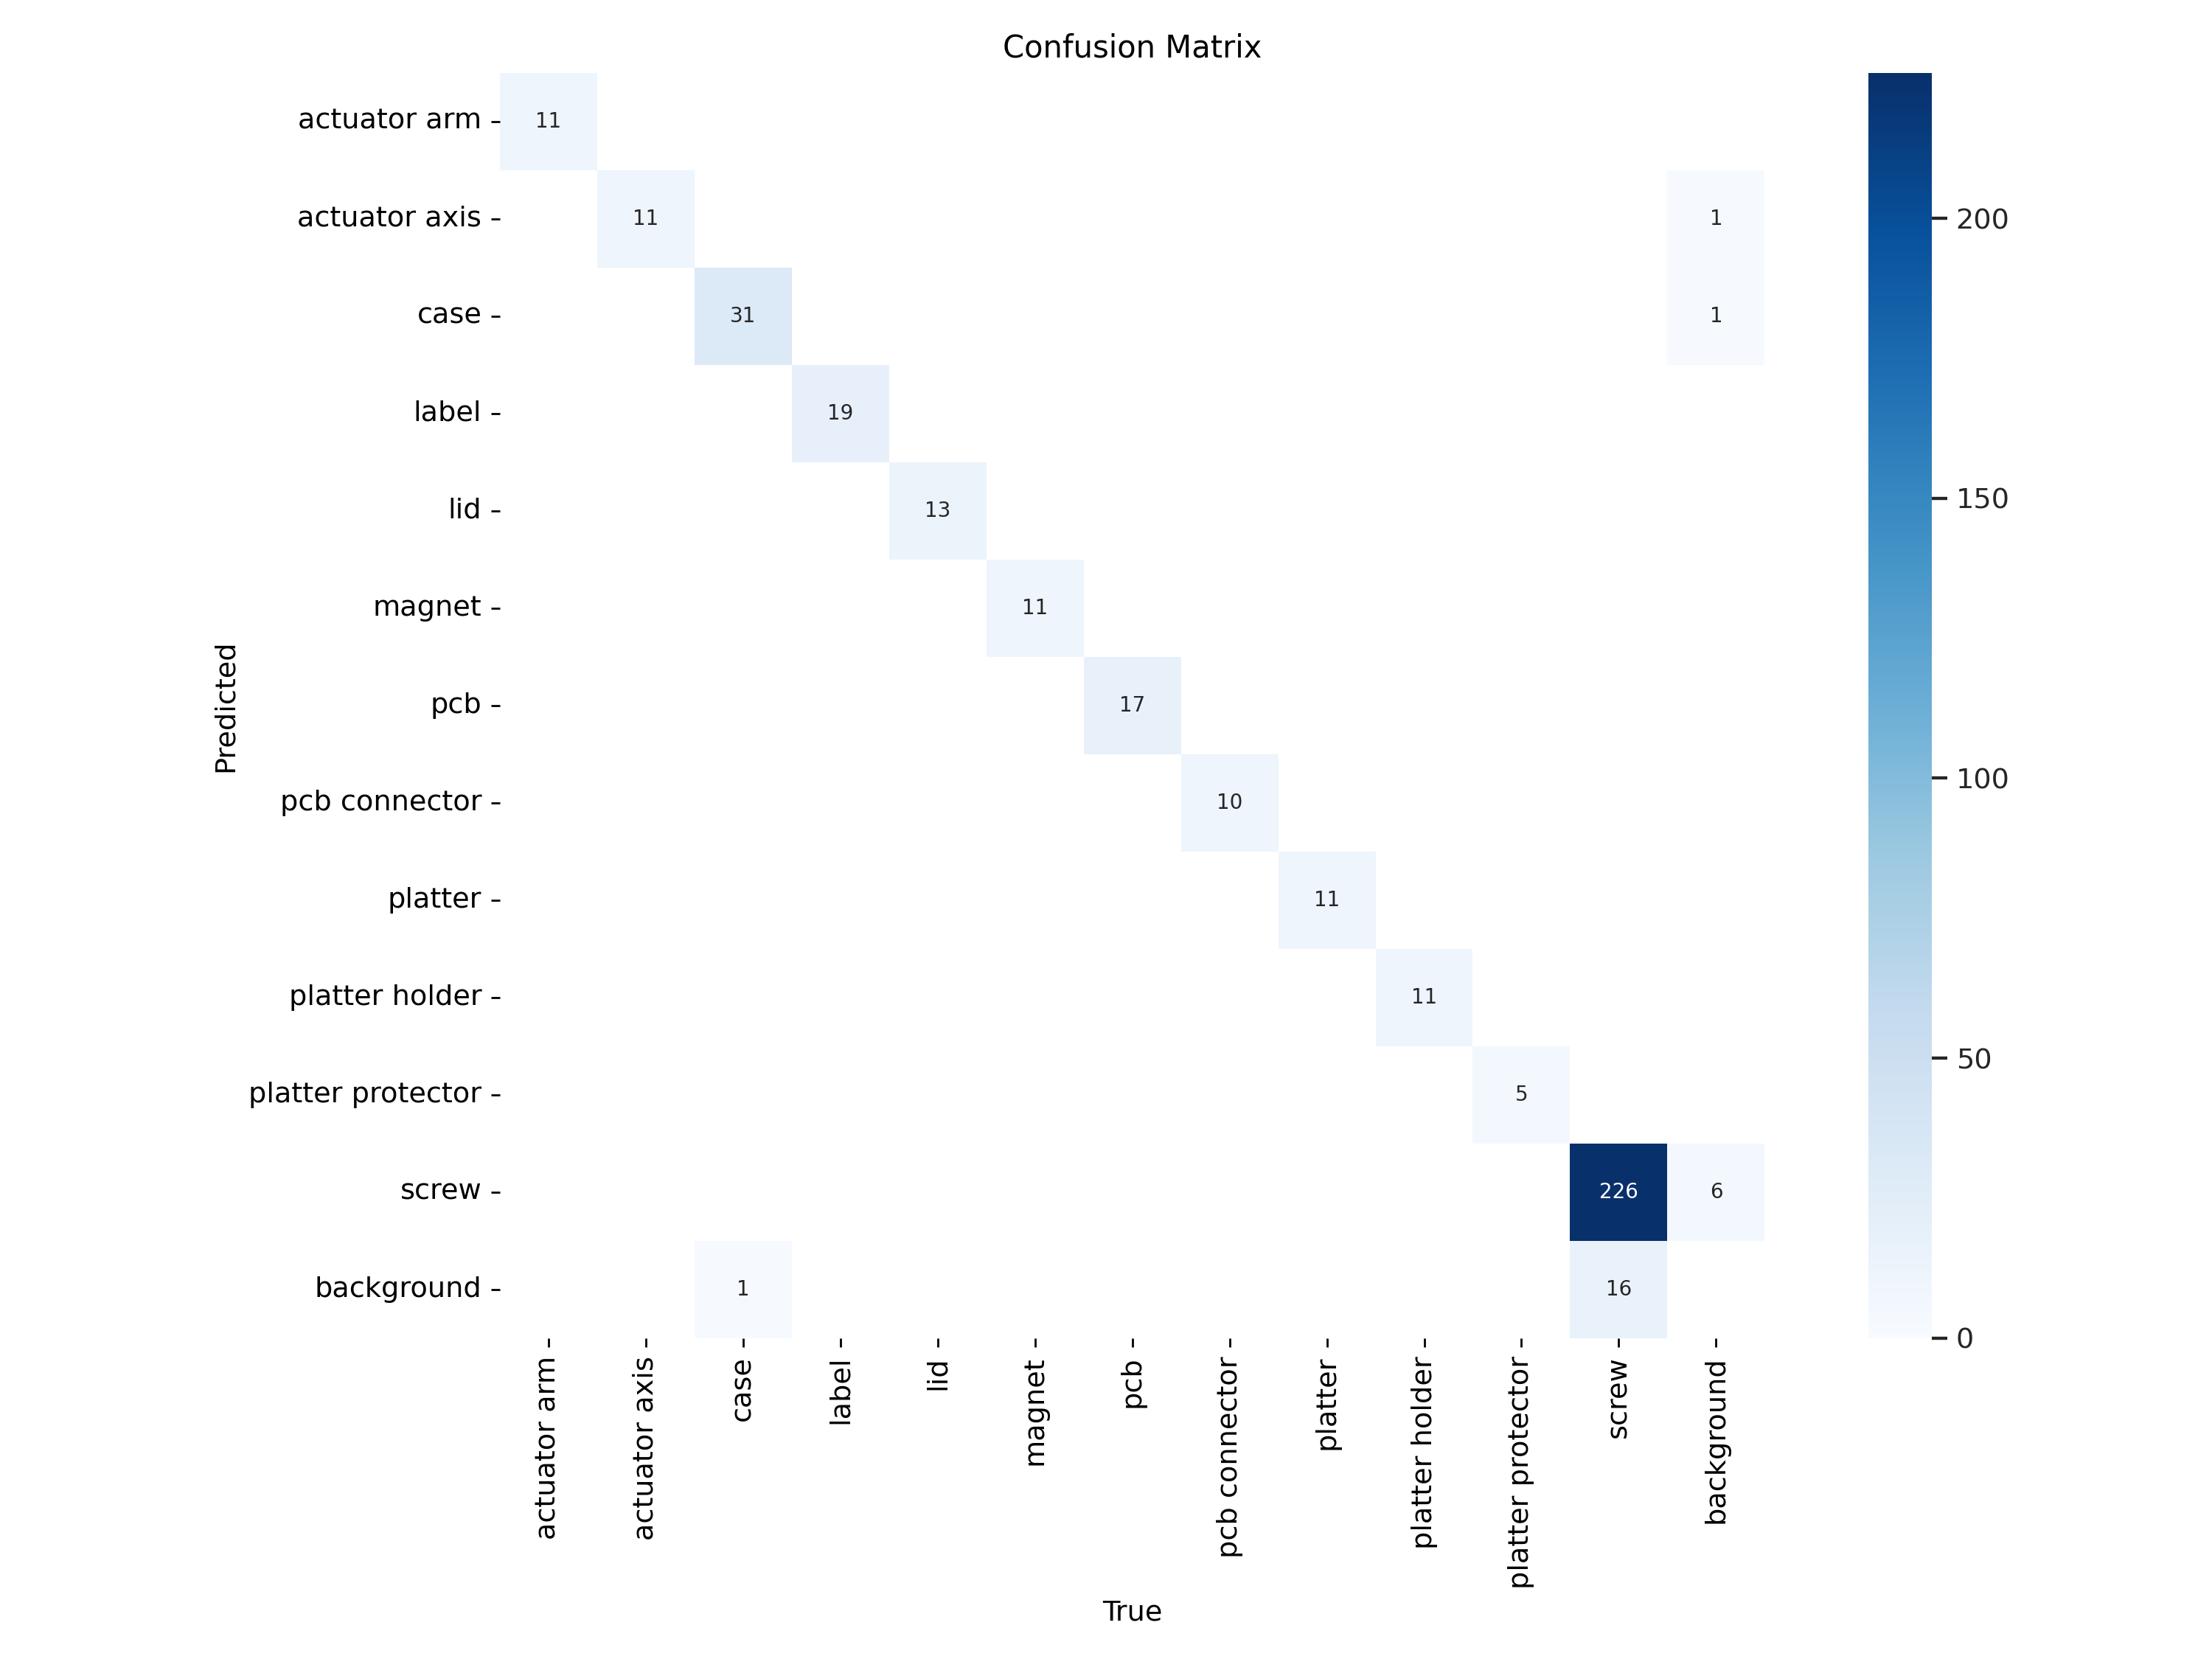 Confusion Matrix
actuator arm
11
actuator axis
11
1
case
31
1
label
19
lid
13
magnet
11
pcb
17
pcb connector
10
platter
11
platter holder
11
platter protector
5
screw
226
6
background
1
16
Predicted
actuator arm
actuator axis
case
label
lid
magnet
pcb
pcb connector
platter
platter holder
platter protector
screw
background
True
200
150
100
50
0